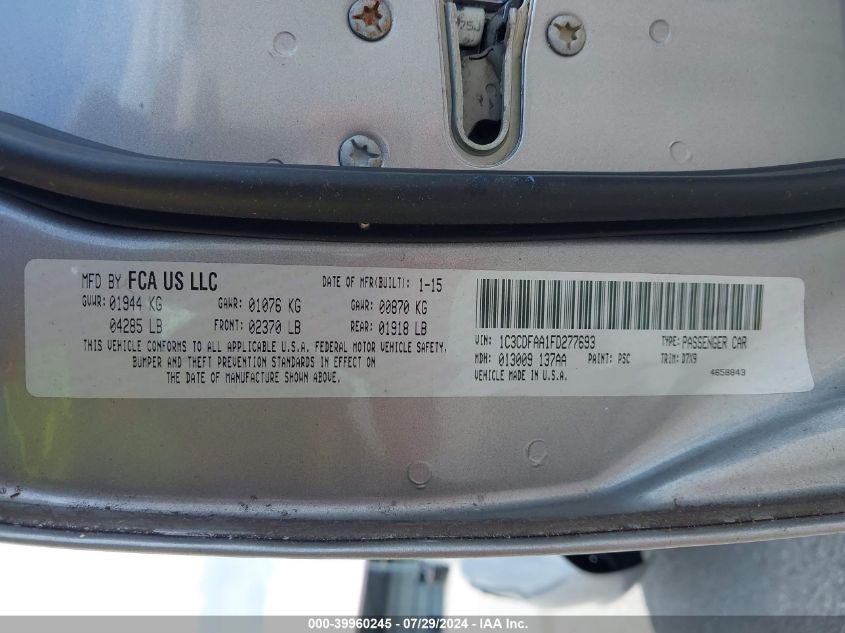 75J
MFD BY FCA US LLC
DATE OF MFR(BUILT): 1-15
GVWR: 01944 KG GAWR: 01076 KG GAWR: 00870 KG
04285 LB FRONT: 02370 LB REAR: 01918 LB
THIS VEHICLE CONFORMS TO ALL APPLICABLE U.S.A. FEDERAL MOTOR VEHICLE SAFETY,
BUMPER AND THEFT PREVENTION STANDARDS IN EFFECT ON
THE DATE OF MANUFACTURE SHOWN ABOVE.
VIN: 1C3CDFAA1FD277693 TYPE: PASSENGER CAR
MDH: 013009 137AA PAINT: PSC TRIM: D7X9
VEHICLE MADE IN U.S.A. 4658843
000-39960245 - 07/29/2024 - IAA Inc.